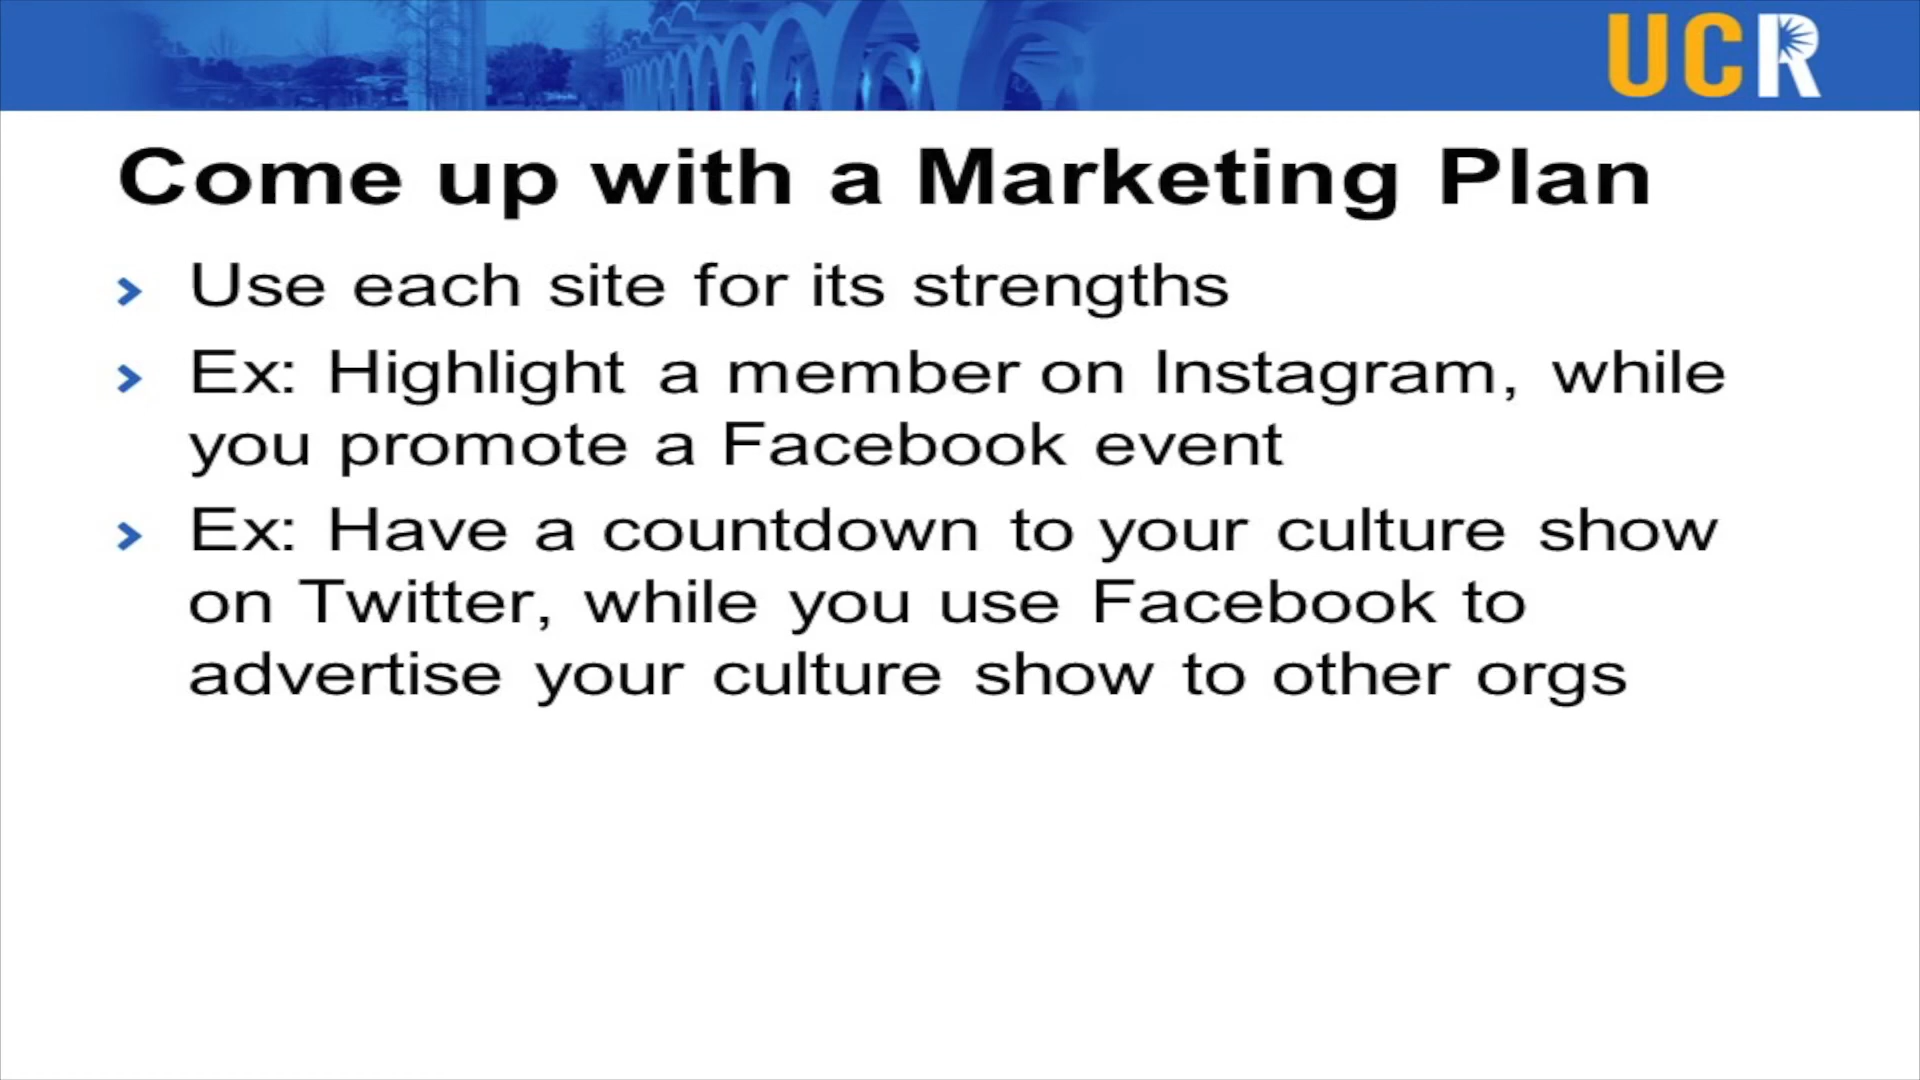 UCR
Come up with a Marketing Plan
Use each site for its strengths
Ex: Highlight a member on Instagram, while
you promote a Facebook event
Ex: Have a countdown to your culture show
on Twitter, while you use Facebook to
advertise your culture show to other orgs